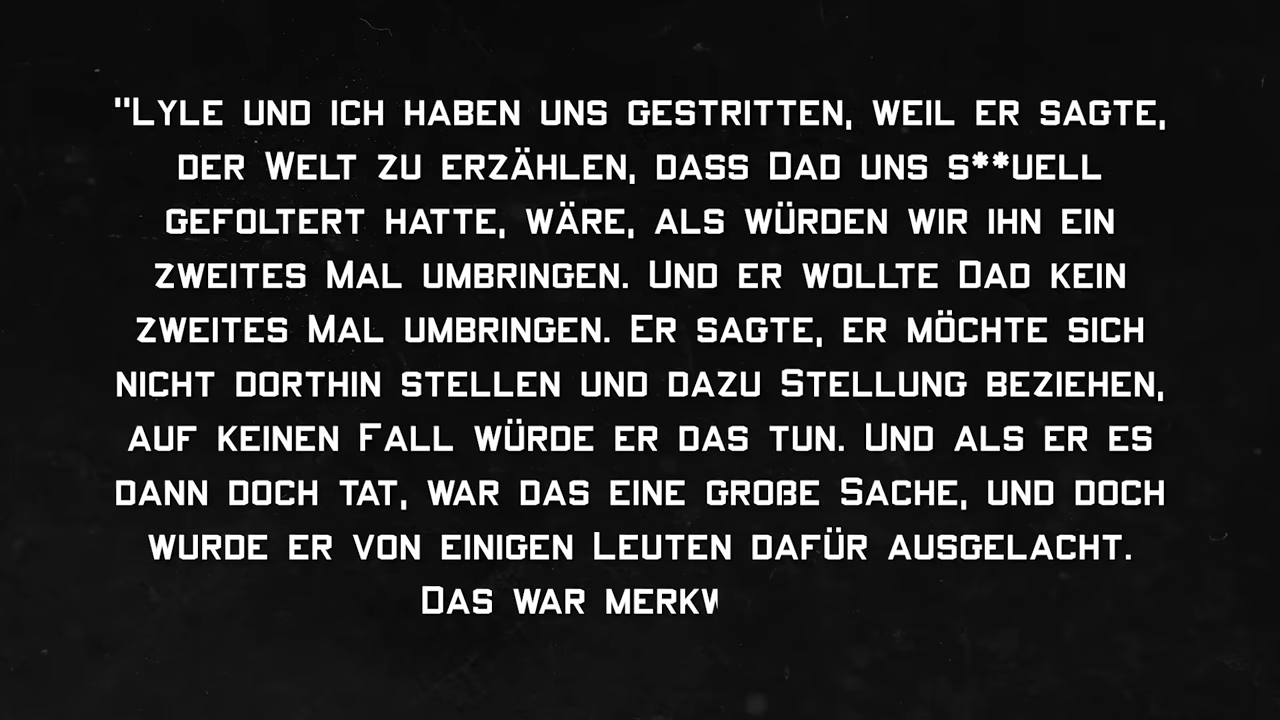 "Lyle und ich haben uns gestritten, weil er sagte,
der Welt zu erzählen, dass Dad uns s**uell
gefoltert hatte, wäre, als würden wir ihn ein
zweites Mal umbringen. Und er wollte Dad kein
zweites Mal umbringen. Er sagte, er möchte sich
nicht dorthin stellen und dazu Stellung beziehen,
auf keinen Fall würde er das tun. Und als er es
dann doch tat, war das eine große Sache, und doch
wurde er von einigen Leuten dafür ausgelacht.
Das war